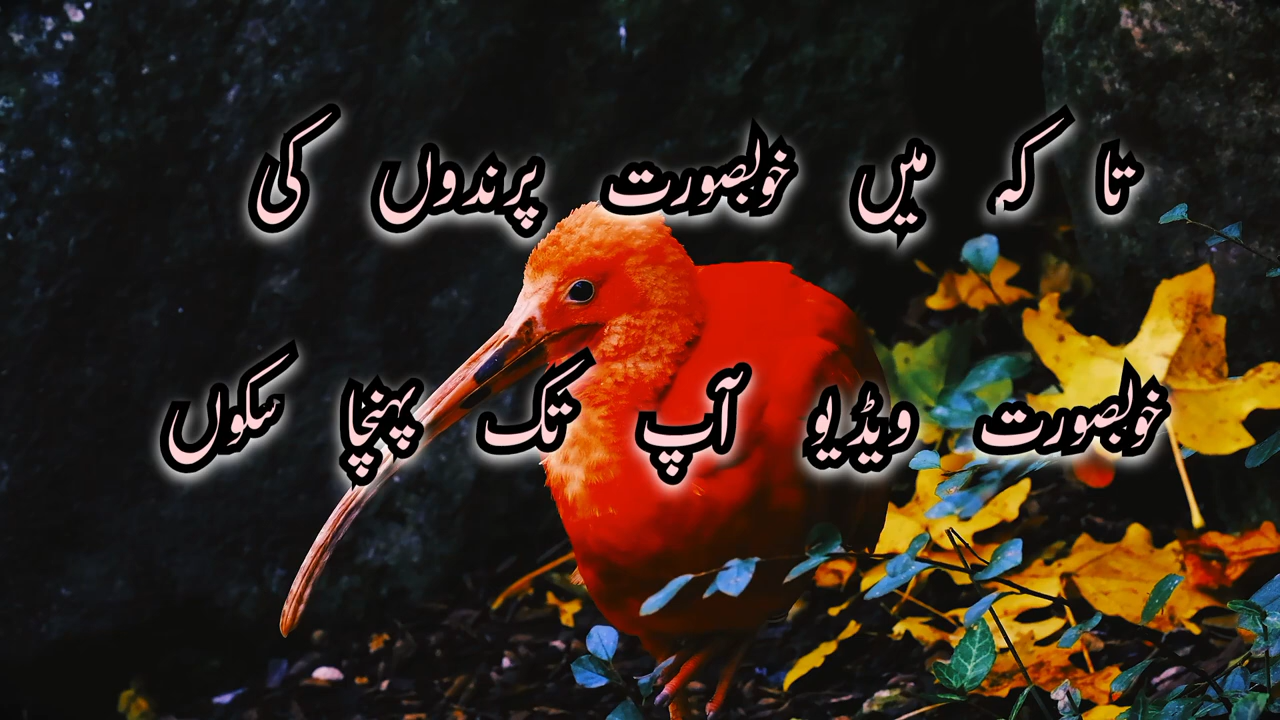 تا کہ میں خوبصورت پرندوں کی
خوبصورت ویڈیو آپ تک پہنچا سکوں